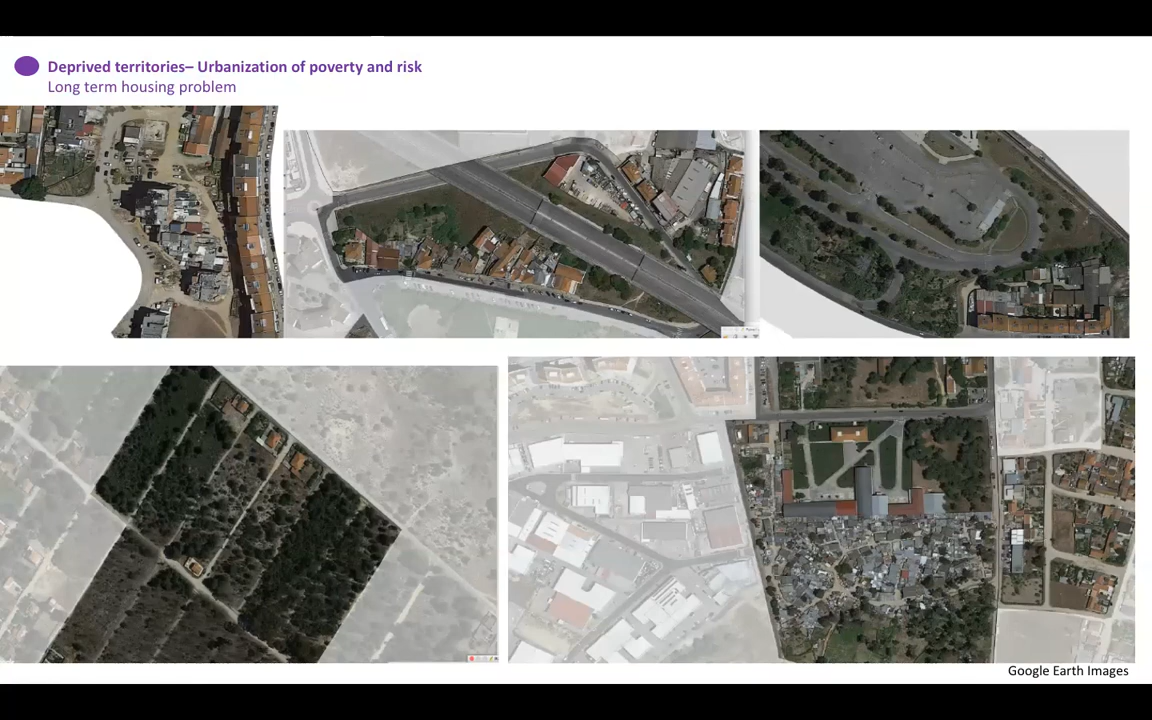 Deprived territories– Urbanization of poverty and risk
Long term housing problem
Google Earth Images